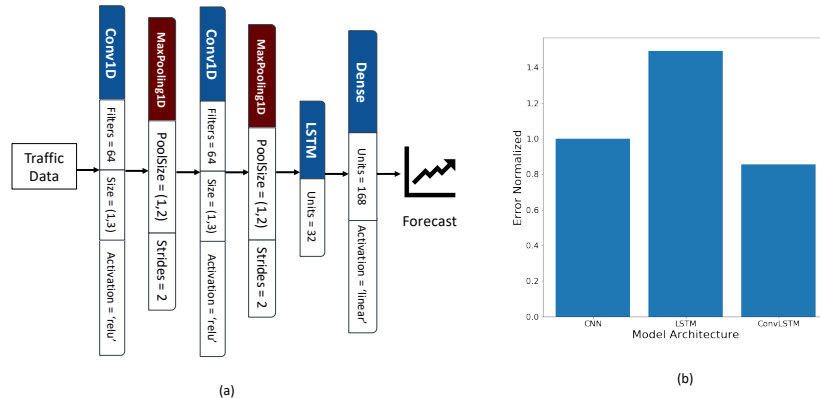 Traffic
Data
Conv1D
Filters = 64
Size = (1,3)
Activation = ‘relu’
MaxPooling1D
PoolSize = (1,2)
Strides = 2
Conv1D
Filters = 64
Size = (1,3)
Activation = ‘relu’
MaxPooling1D
PoolSize = (1,2)
Strides = 2
LSTM
Units = 32
Dense
Units = 168
Activation = ‘linear’
Forecast
(a)
Error Normalized
1.4
1.2
1.0
0.8
0.6
0.4
0.2
0.0
CNN
LSTM
ConvLSTM
Model Architecture
(b)